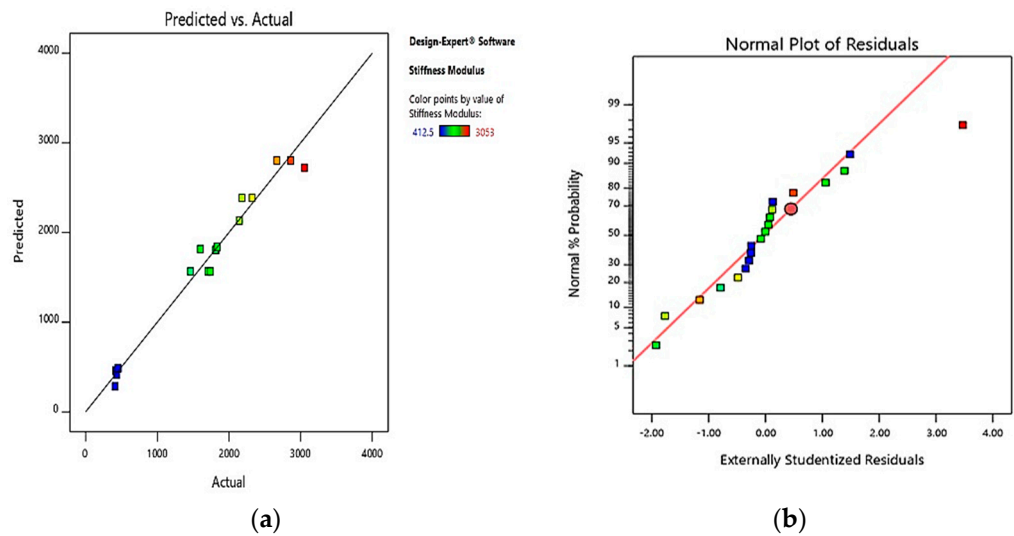 Predicted vs. Actual
4000
3000
2000
1000
0
Predicted
0 1000 2000 3000 4000
Actual
Design-Expert® Software
Stiffness Modulus
Color points by value of
Stiffness Modulus:
412.5 3053
(a)
Normal Plot of Residuals
99
95
90
80
70
50
30
20
10
5
1
Normal % Probability
-2.00 -1.00 0.00 1.00 2.00 3.00 4.00
Externally Studentized Residuals
(b)